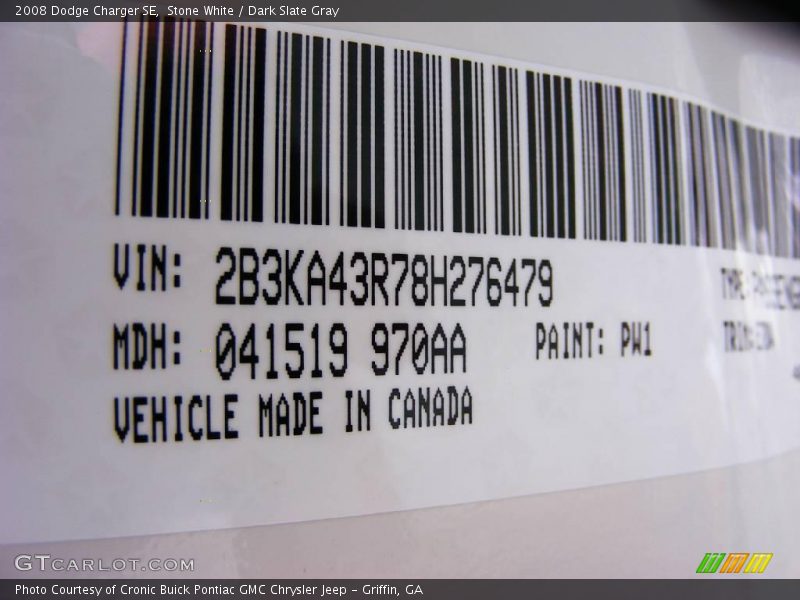 2008 Dodge Charger SE, Stone White / Dark Slate Gray
VIN: 2B3KA43R78H276479
MDH: 041519 970AA PAINT: PW1
VEHICLE MADE IN CANADA
GTCARLOT.COM
Photo Courtesy of Cronic Buick Pontiac GMC Chrysler Jeep - Griffin, GA